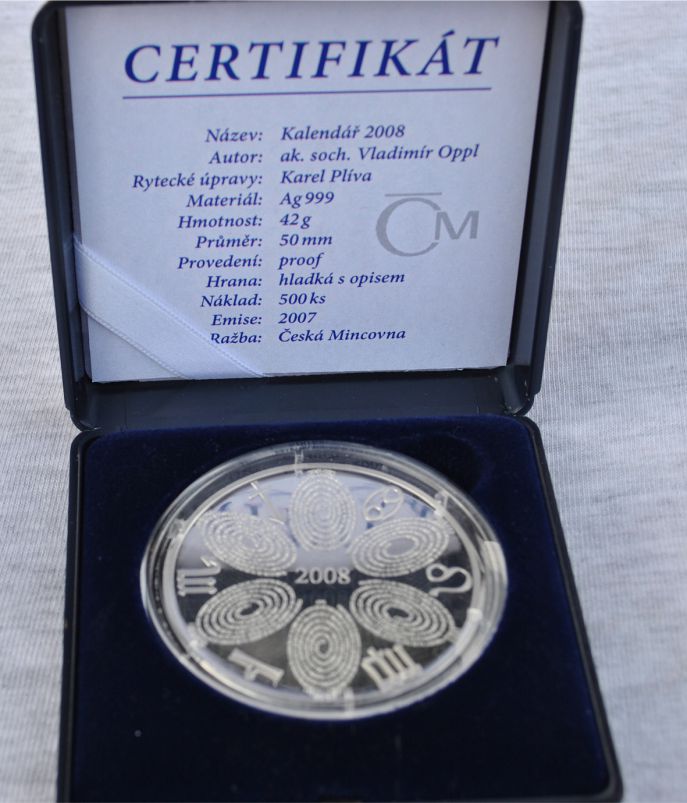 CERTIFIKÁT
Název: Kalendář 2008
Autor: ak. soch. Vladimír Oppl
Rytecké úpravy: Karel Plíva
Materiál: Ag 999
Hmotnost: 42 g
Průměr: 50 mm
Provedení: proof
Hrana: hladká s opisem
Náklad: 500 ks
Emise: 2007
Ražba: Česká Mincovna
ČM
2008